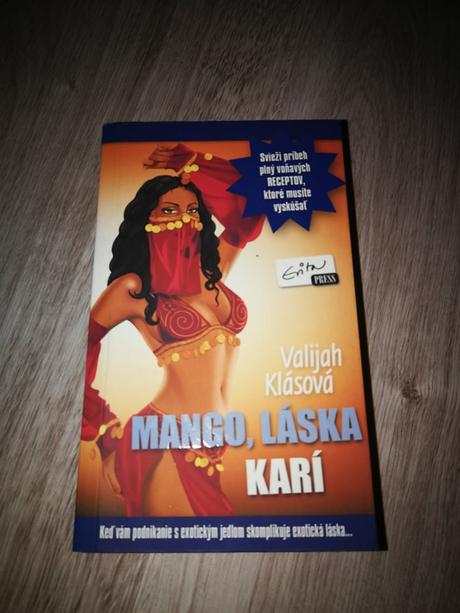 Svieži príbeh
plný voňavých
RECEPTOV,
ktoré musíte
vyskúšať
Evita
PRESS
Valijah
Klásová
MANGO, LÁSKA
KARÍ
Keď vám podnikanie s exotickým jedlom skomplikuje exotická láska...